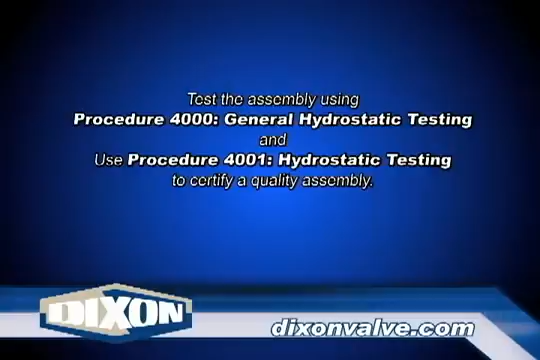 Test the assembly using
Procedure 4000: General Hydrostatic Testing
and
Use Procedure 4001: Hydrostatic Testing
to certify a quality assembly.
DIXON
dixonvalve.com